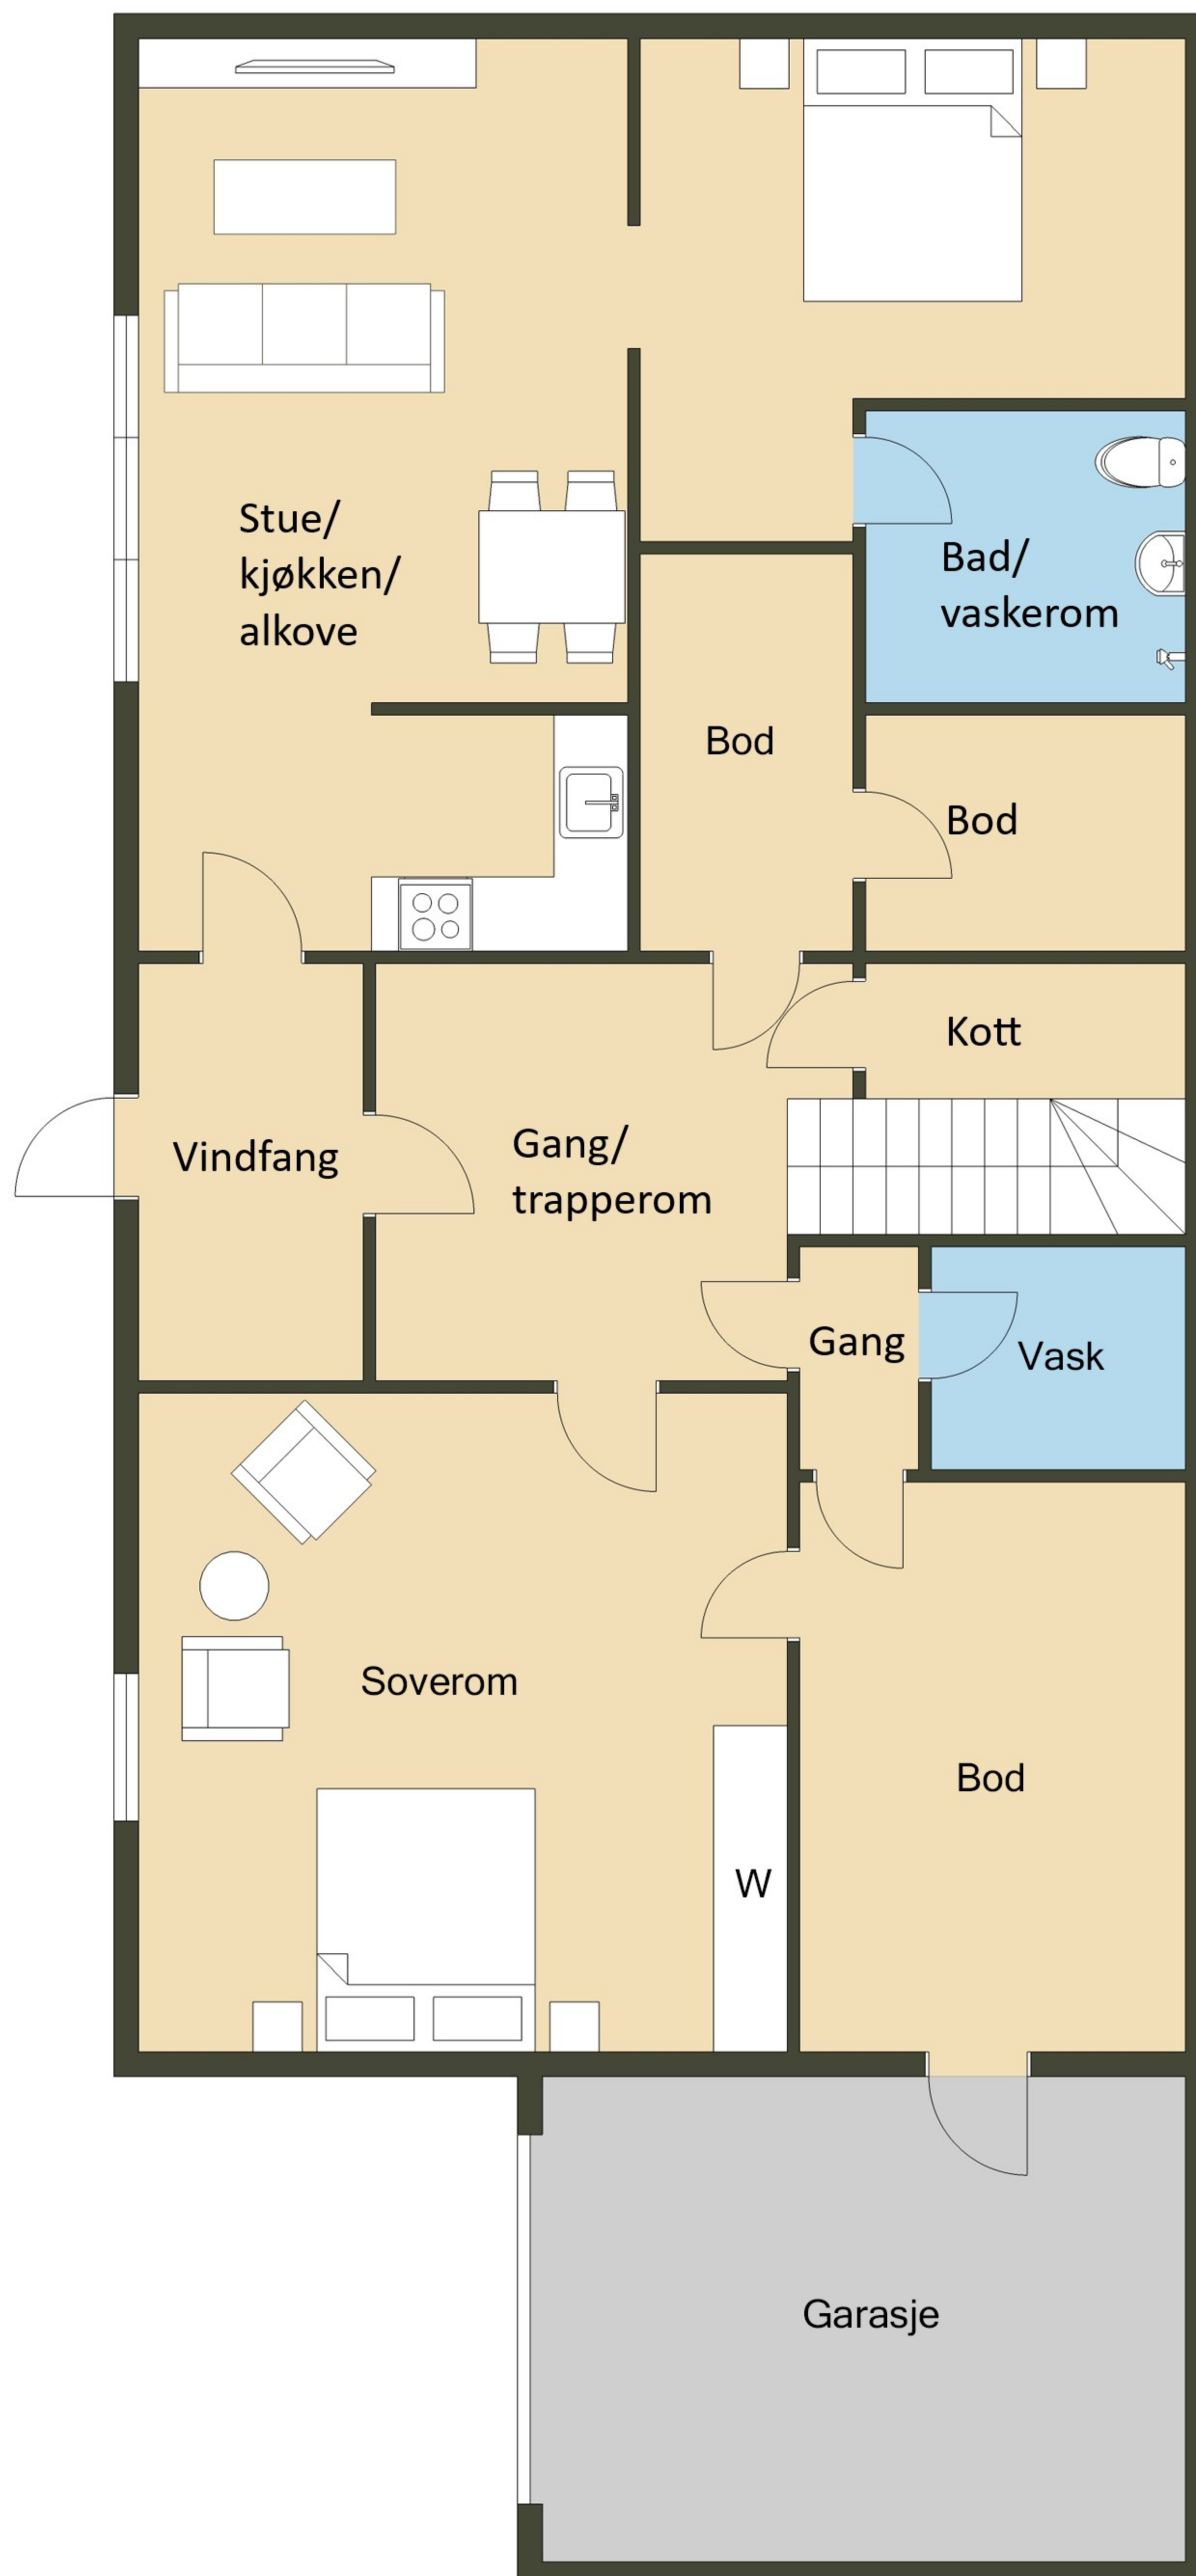 Stue/
kjøkken/
alkove
Bad/
vaskerom
Bod
Bod
Kott
Vindfang
Gang/
trapperom
Gang
Vask
Soverom
Bod
W
Garasje